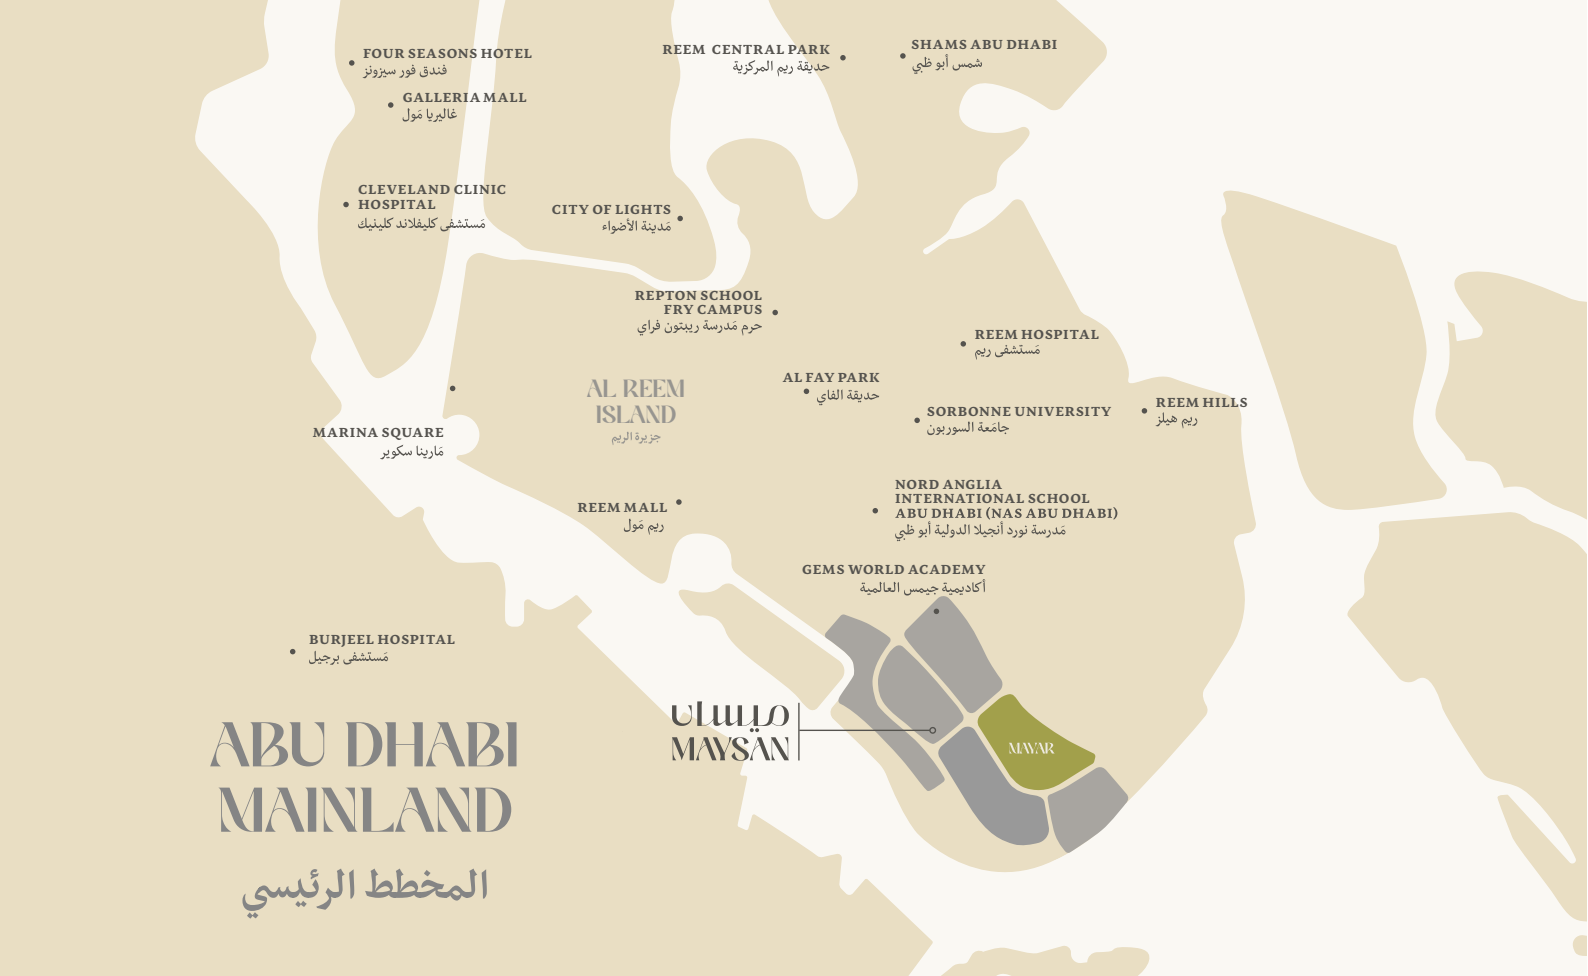 FOUR SEASONS HOTEL
فندق فور سيزونز
GALLERIA MALL
غاليريا مَول
REEM CENTRAL PARK
حديقة ريم المركزية
SHAMS ABU DHABI
شمس أبو ظبي
CLEVELAND CLINIC
HOSPITAL
مَستشفى كليفلاند كلينيك
CITY OF LIGHTS
مَدينة الأضواء
REPTON SCHOOL
FRY CAMPUS
حرم مَدرسة ريبتون فراي
REEM HOSPITAL
مَستشفى ريم
AL REEM
ISLAND
جزيرة الريم
AL FAY PARK
حديقة الفاي
SORBONNE UNIVERSITY
جامَعة السوربون
REEM HILLS
ريم هيلز
MARINA SQUARE
مَارينا سكوير
REEM MALL
ريم مَول
NORD ANGLIA
INTERNATIONAL SCHOOL
ABU DHABI (NAS ABU DHABI)
مَدرسة نورد أنجيلا الدولية أبو ظبي
GEMS WORLD ACADEMY
أكاديمية جيمس العالمية
BURJEEL HOSPITAL
مَستشفى برجيل
ميسان
MAYSAN
MAYAR
ABU DHABI
MAINLAND
المخطط الرئيسي